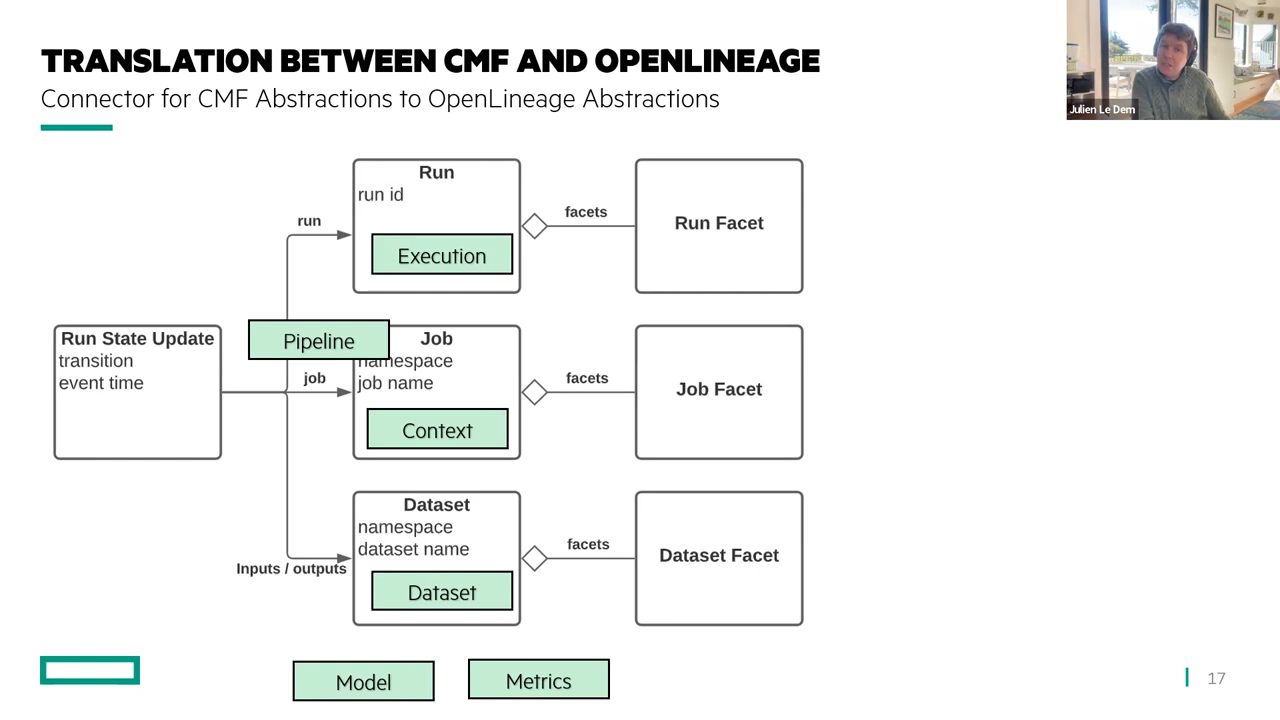 TRANSLATION BETWEEN CMF AND OPENLINEAGE
Connector for CMF Abstractions to OpenLineage Abstractions
Julien Le Dem
Run
run id
Execution
run
facets
Run Facet
Run State Update
transition
event time
Pipeline
Job
namespace
job name
Context
job
facets
Job Facet
Dataset
namespace
dataset name
Dataset
Inputs / outputs
facets
Dataset Facet
Model
Metrics
17